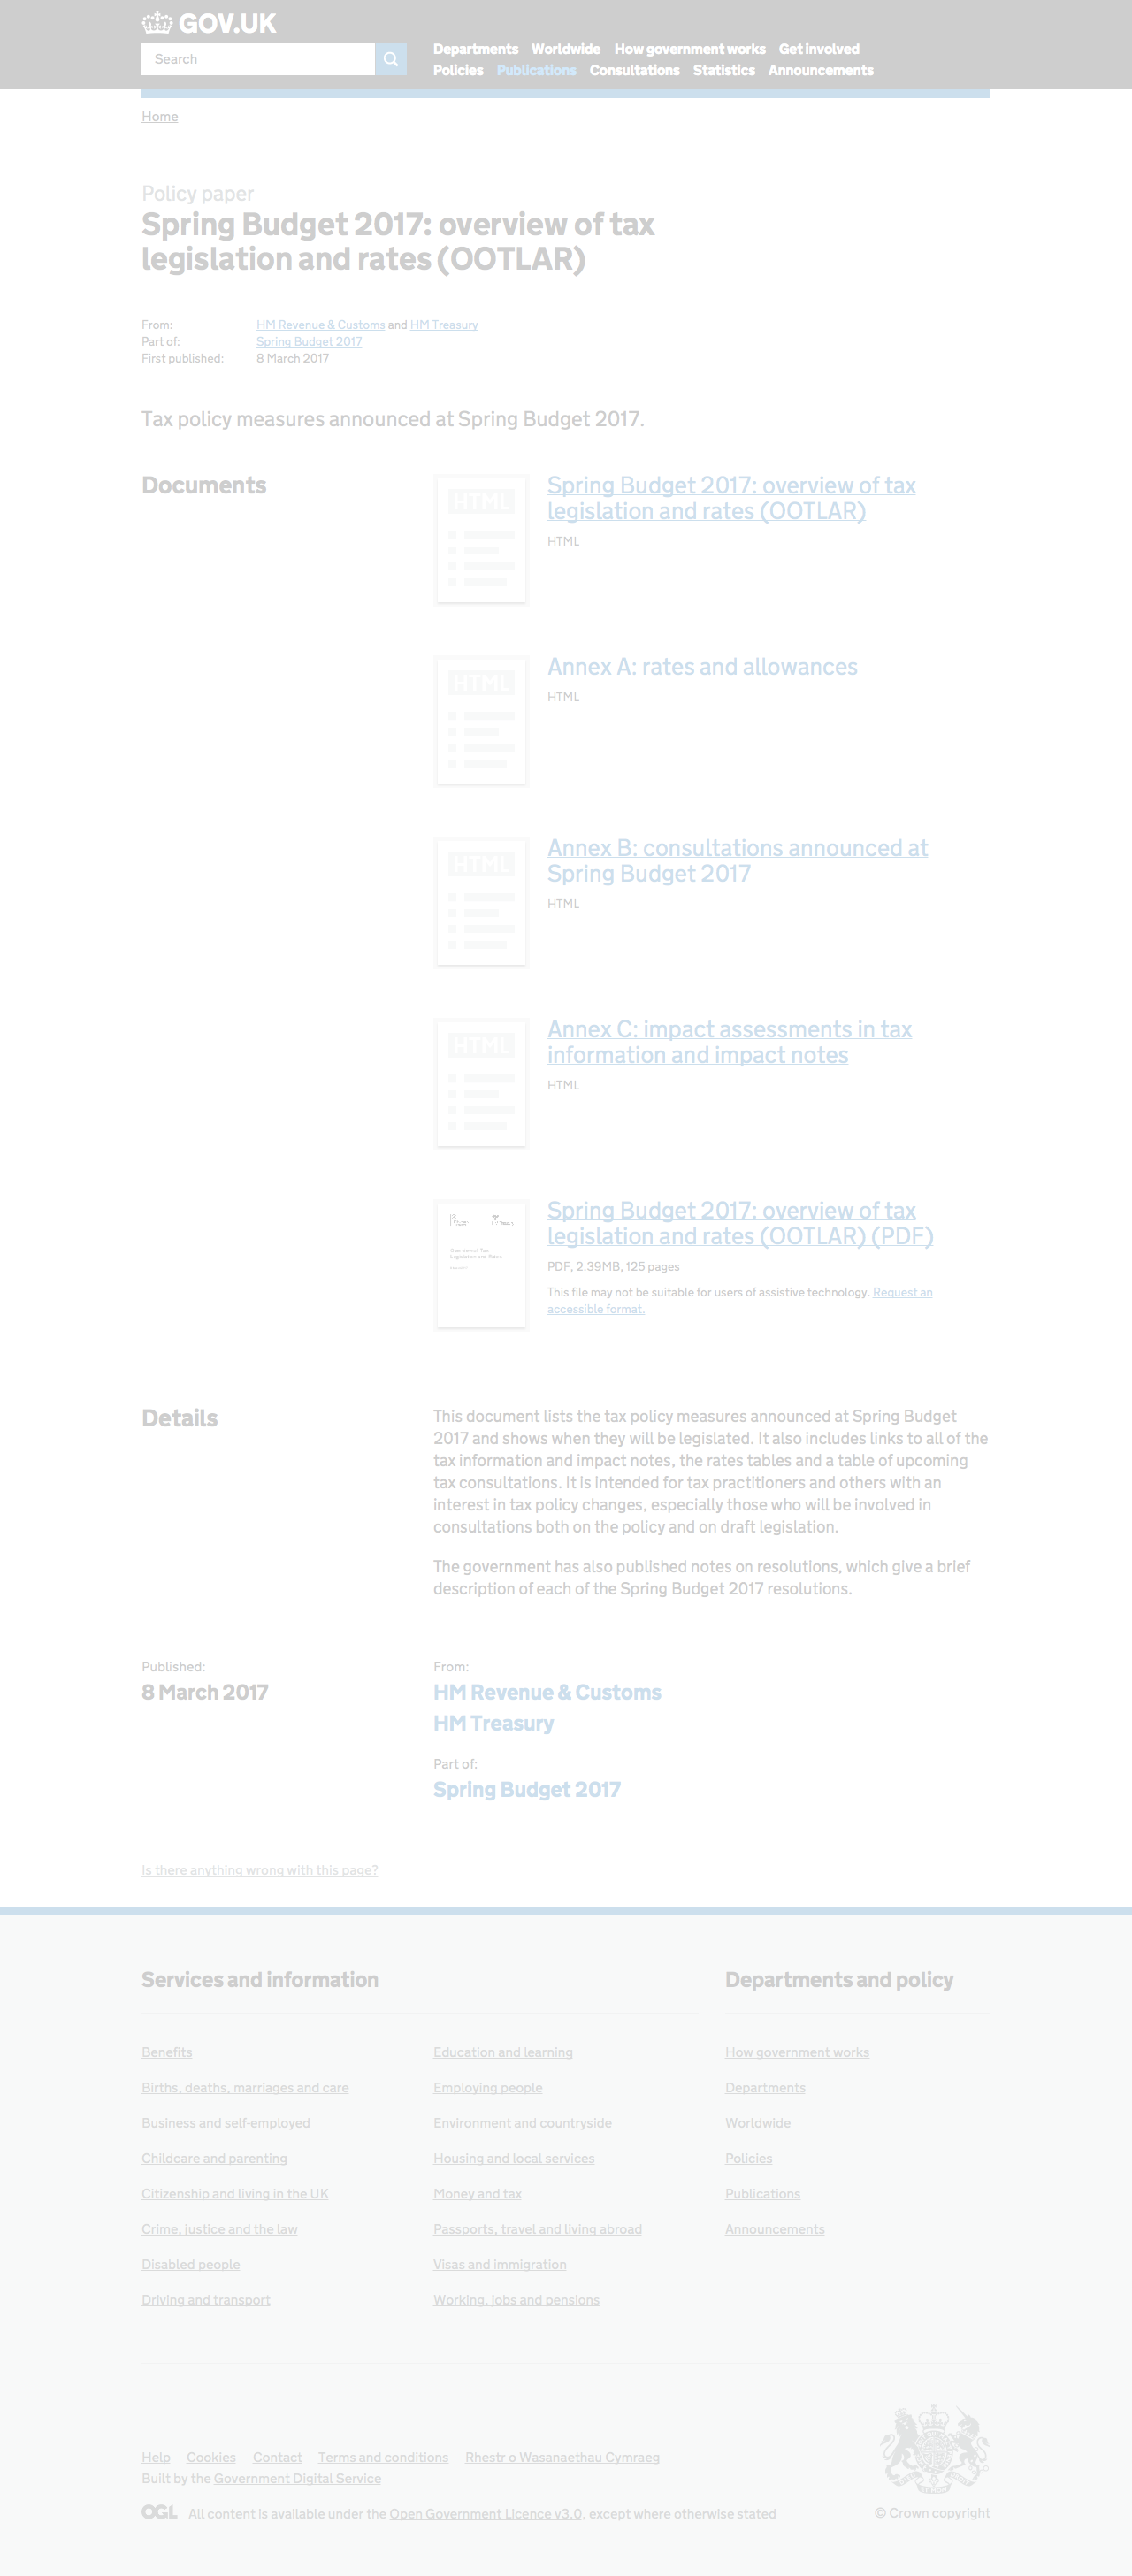 GOV.UK
Search
Departments Worldwide How government works Get involved
Policies Publications Consultations Statistics Announcements
Home
Policy paper
Spring Budget 2017: overview of tax
legislation and rates (OOTLAR)
From: HM Revenue & Customs and HM Treasury
Part of: Spring Budget 2017
First published: 8 March 2017
Tax policy measures announced at Spring Budget 2017.
Documents
HTML
Spring Budget 2017: overview of tax
legislation and rates (OOTLAR)
HTML
HTML
Annex A: rates and allowances
HTML
HTML
Annex B: consultations announced at
Spring Budget 2017
HTML
HTML
Annex C: impact assessments in tax
information and impact notes
HTML
Overview of Tax
Legislation and Rates
Spring Budget 2017: overview of tax
legislation and rates (OOTLAR) (PDF)
PDF, 2.39MB, 125 pages
This file may not be suitable for users of assistive technology. Request an
accessible format.
Details
This document lists the tax policy measures announced at Spring Budget
2017 and shows when they will be legislated. It also includes links to all of the
tax information and impact notes, the rates tables and a table of upcoming
tax consultations. It is intended for tax practitioners and others with an
interest in tax policy changes, especially those who will be involved in
consultations both on the policy and on draft legislation.
The government has also published notes on resolutions, which give a brief
description of each of the Spring Budget 2017 resolutions.
Published:
8 March 2017
From:
HM Revenue & Customs
HM Treasury
Part of:
Spring Budget 2017
Is there anything wrong with this page?
Services and information
Benefits
Births, deaths, marriages and care
Business and self-employed
Childcare and parenting
Citizenship and living in the UK
Crime, justice and the law
Disabled people
Driving and transport
Education and learning
Employing people
Environment and countryside
Housing and local services
Money and tax
Passports, travel and living abroad
Visas and immigration
Working, jobs and pensions
Departments and policy
How government works
Departments
Worldwide
Policies
Publications
Announcements
Help Cookies Contact Terms and conditions Rhestr o Wasanaethau Cymraeg
Built by the Government Digital Service
OGL All content is available under the Open Government Licence v3.0, except where otherwise stated
© Crown copyright